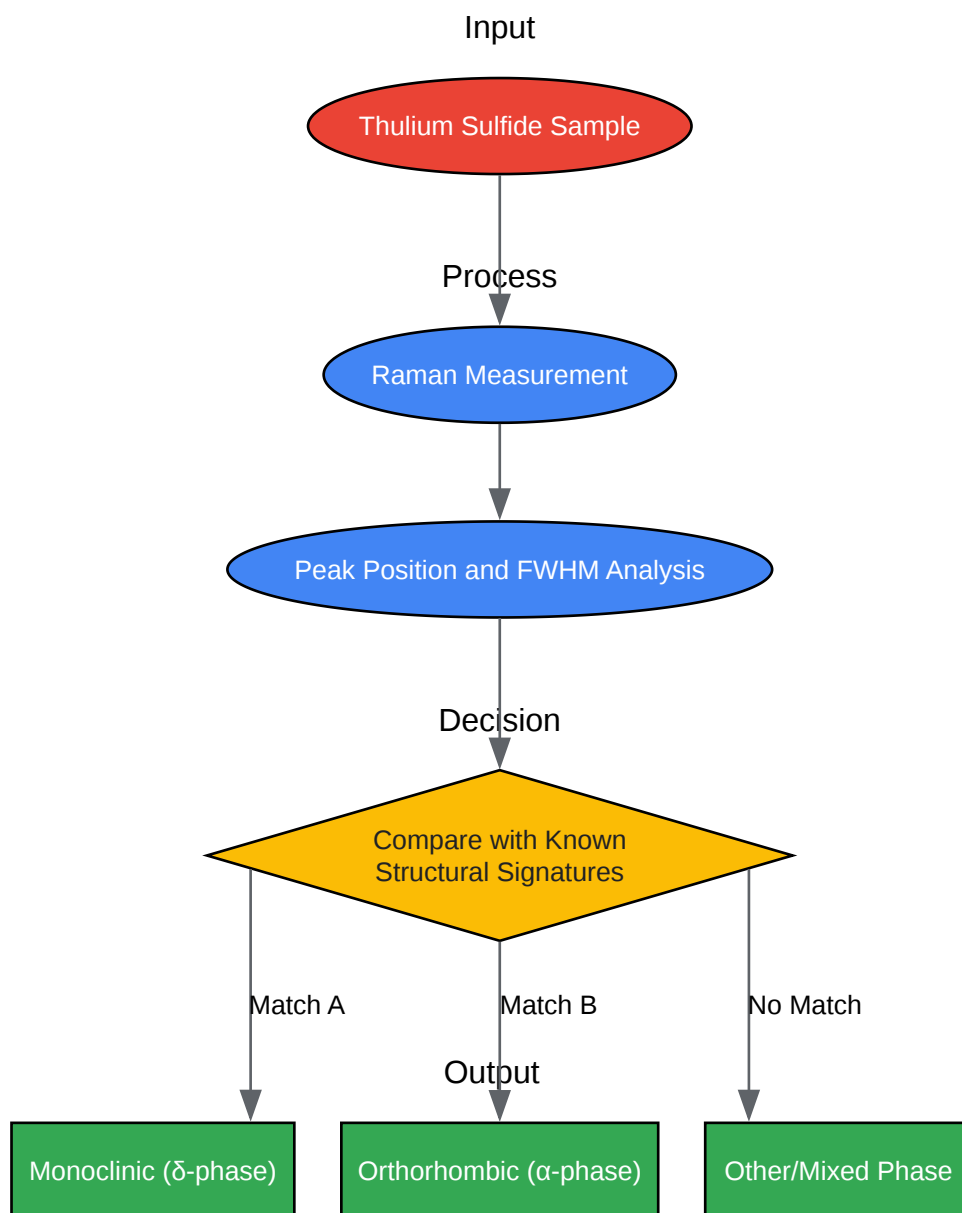 Input
Thulium Sulfide Sample
Process
Raman Measurement
Peak Position and FWHM Analysis
Decision
Compare with Known
Structural Signatures
Match A
Match B
No Match
Output
Monoclinic (δ-phase)
Orthorhombic (α-phase)
Other/Mixed Phase